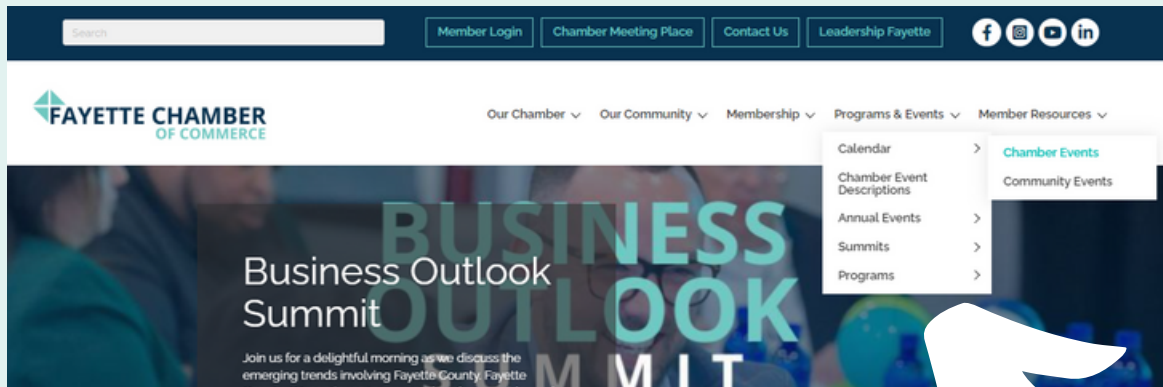 Search
Member Login
Chamber Meeting Place
Contact Us
Leadership Fayette
FAYETTE CHAMBER
OF COMMERCE
Our Chamber
Our Community
Membership
Programs & Events
Member Resources
Calendar
Chamber Event
Descriptions
Annual Events
Summits
Programs
Chamber Events
Community Events
BUSINESS
OUTLOOK
SUMMIT
Business Outlook
Summit
Join us for a delightful morning as we discuss the
emerging trends involving Fayette County. Fayette